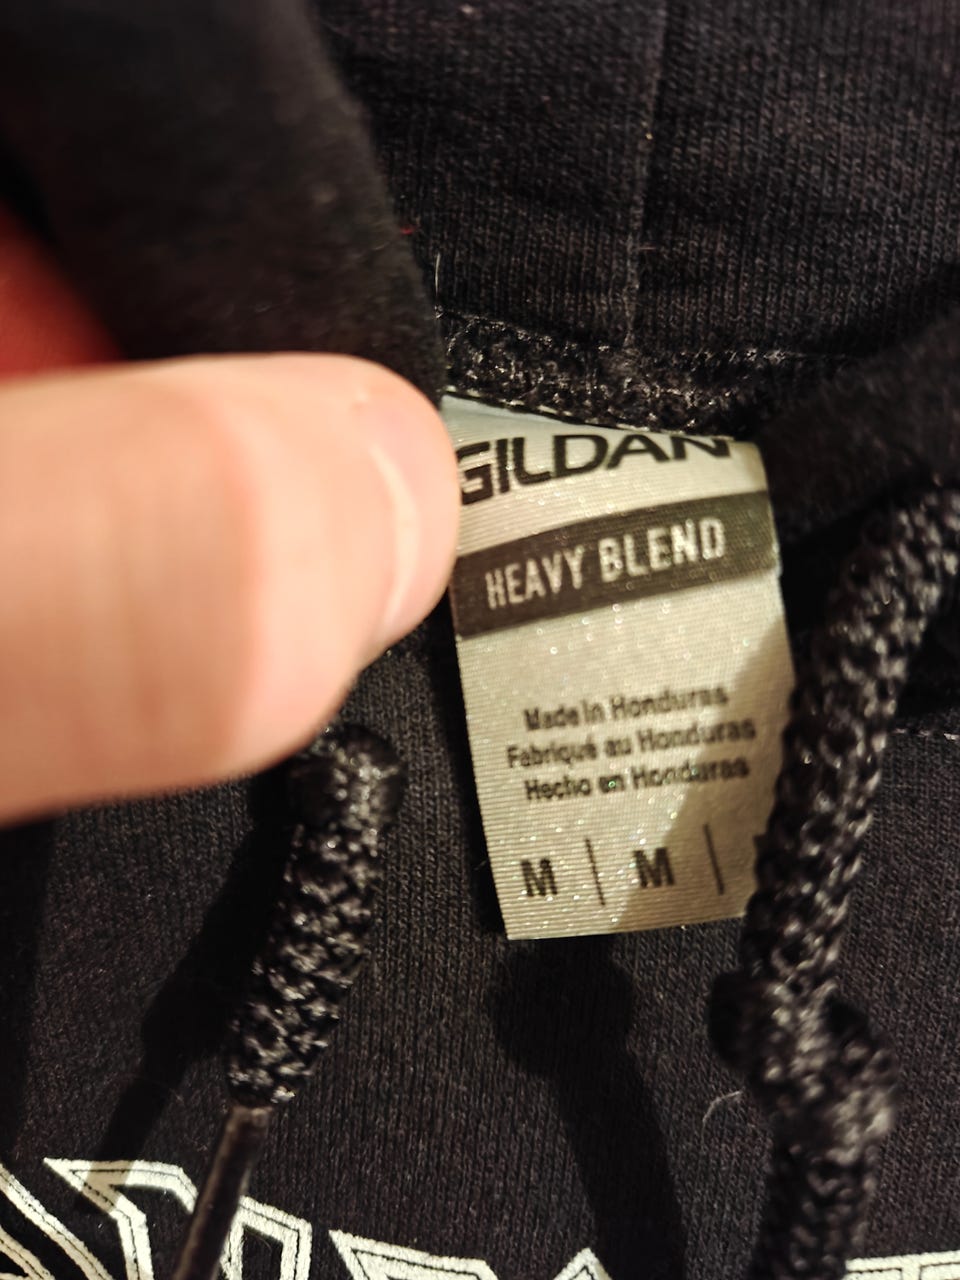 GILDAN
HEAVY BLEND
Made in Honduras
Fabriqué au Honduras
Hecho en Honduras
M | M |